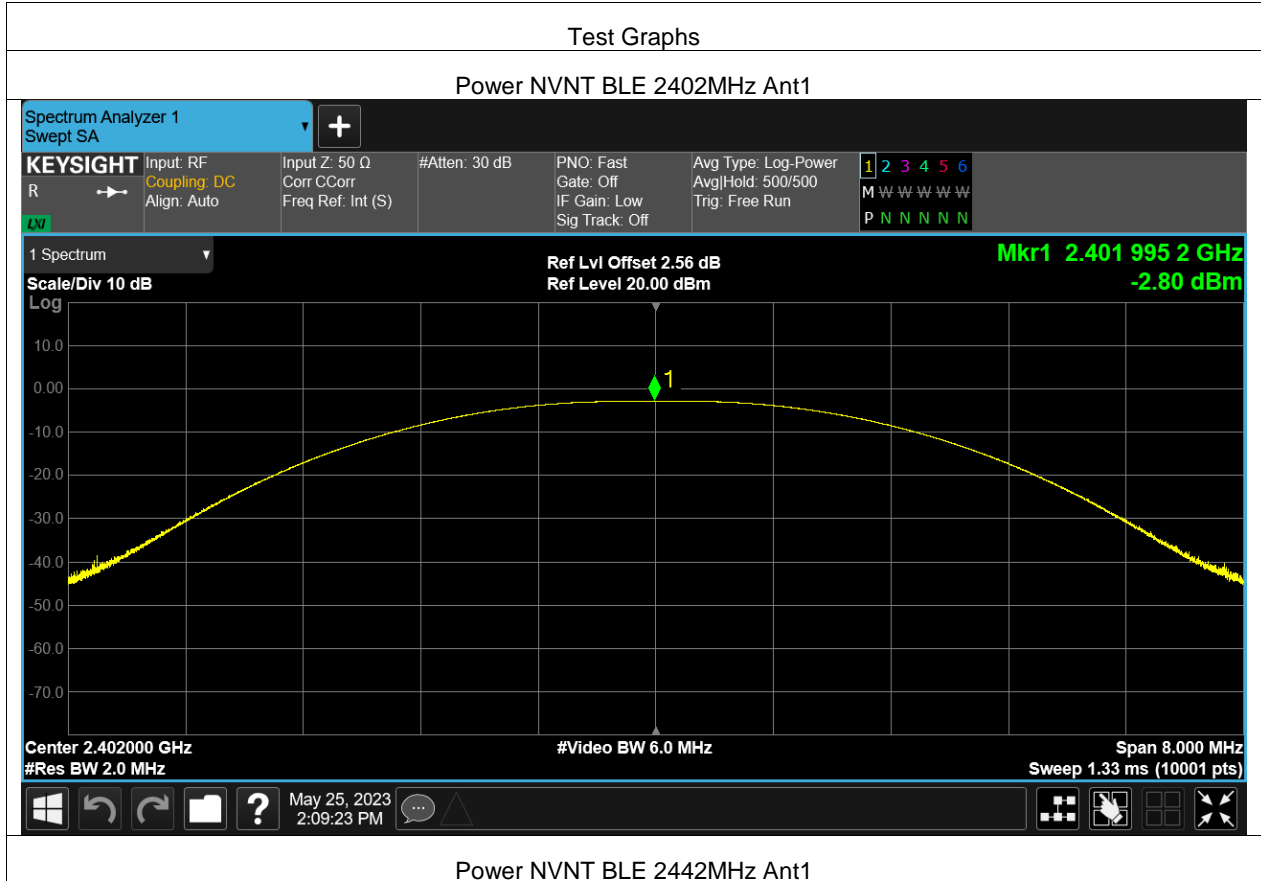 Test Graphs
Power NVNT BLE 2402MHz Ant1
Spectrum Analyzer 1
Swept SA
KEYSIGHT
R
LXI
Input: RF
Coupling: DC
Align: Auto
Input Z: 50 Ω
Corr CCorr
Freq Ref: Int (S)
#Atten: 30 dB
PNO: Fast
Gate: Off
IF Gain: Low
Sig Track: Off
Avg Type: Log-Power
Avg|Hold: 500/500
Trig: Free Run
1 2 3 4 5 6
M W W W W W W
P N N N N N
1 Spectrum
Scale/Div 10 dB
Ref Lvl Offset 2.56 dB
Ref Level 20.00 dBm
Mkr1 2.401 995 2 GHz
-2.80 dBm
Log
10.0
0.00
-10.0
-20.0
-30.0
-40.0
-50.0
-60.0
-70.0
1
Center 2.402000 GHz
#Res BW 2.0 MHz
#Video BW 6.0 MHz
Span 8.000 MHz
Sweep 1.33 ms (10001 pts)
?
May 25, 2023
2:09:23 PM
Power NVNT BLE 2442MHz Ant1